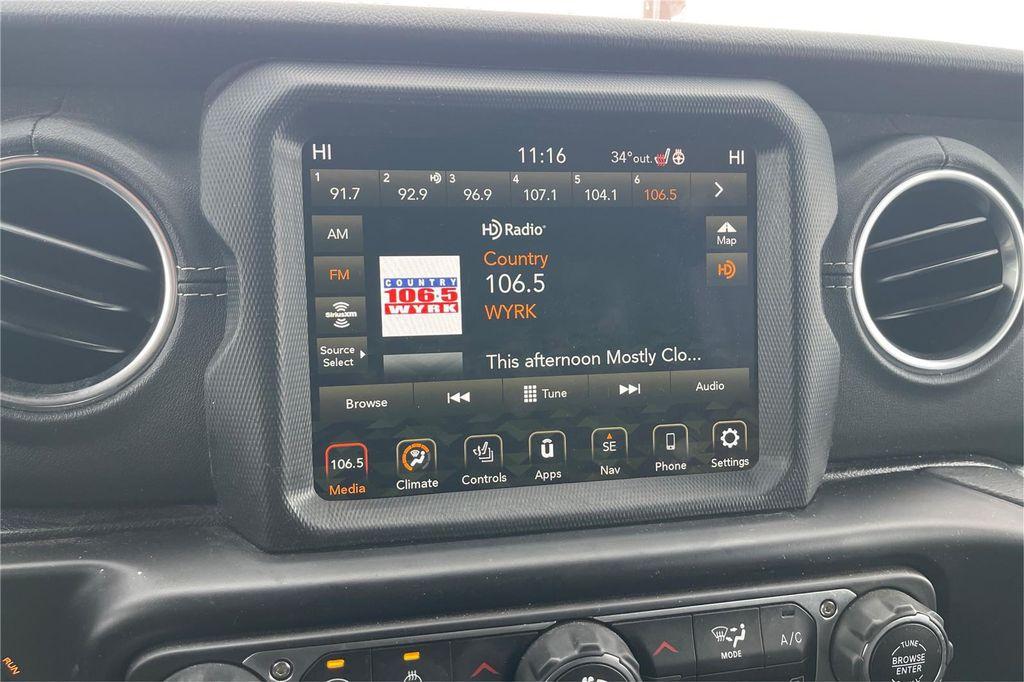 HI 11:16 34°out. HI
1 91.7 2 92.9 HD 3 96.9 4 107.1 5 104.1 6 106.5
AM
HD Radio
Map
FM
COUNTRY
106.5
WYRK
Country
106.5
WYRK
HD
SiriusXM
Source
Select
This afternoon Mostly Clo...
Browse Tune Audio
106.5 SE
Media Climate Controls Apps Nav Phone Settings
RUN
MODE
A/C
TUNE
BROWSE
ENTER